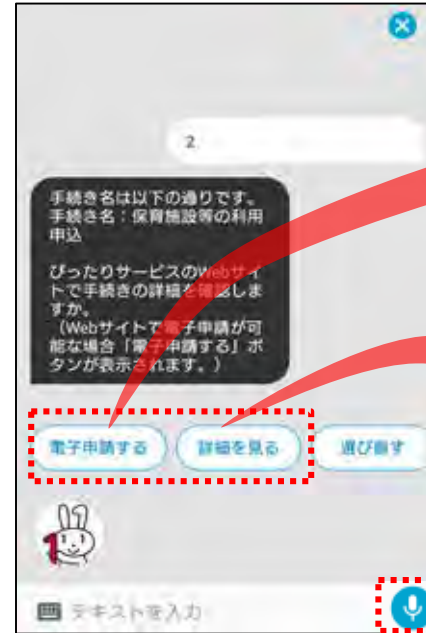 2
手続き名は以下の通りです。
手続き名：保育施設等の利用
申込
ぴったりサービスのWebサイ
トで手続きの詳細を確認しま
すか。
（Webサイトで電子申請が可
能な場合「電子申請する」ボ
タンが表示されます。）
電子申請する
詳細を見る
選び直す
1
テキストを入力